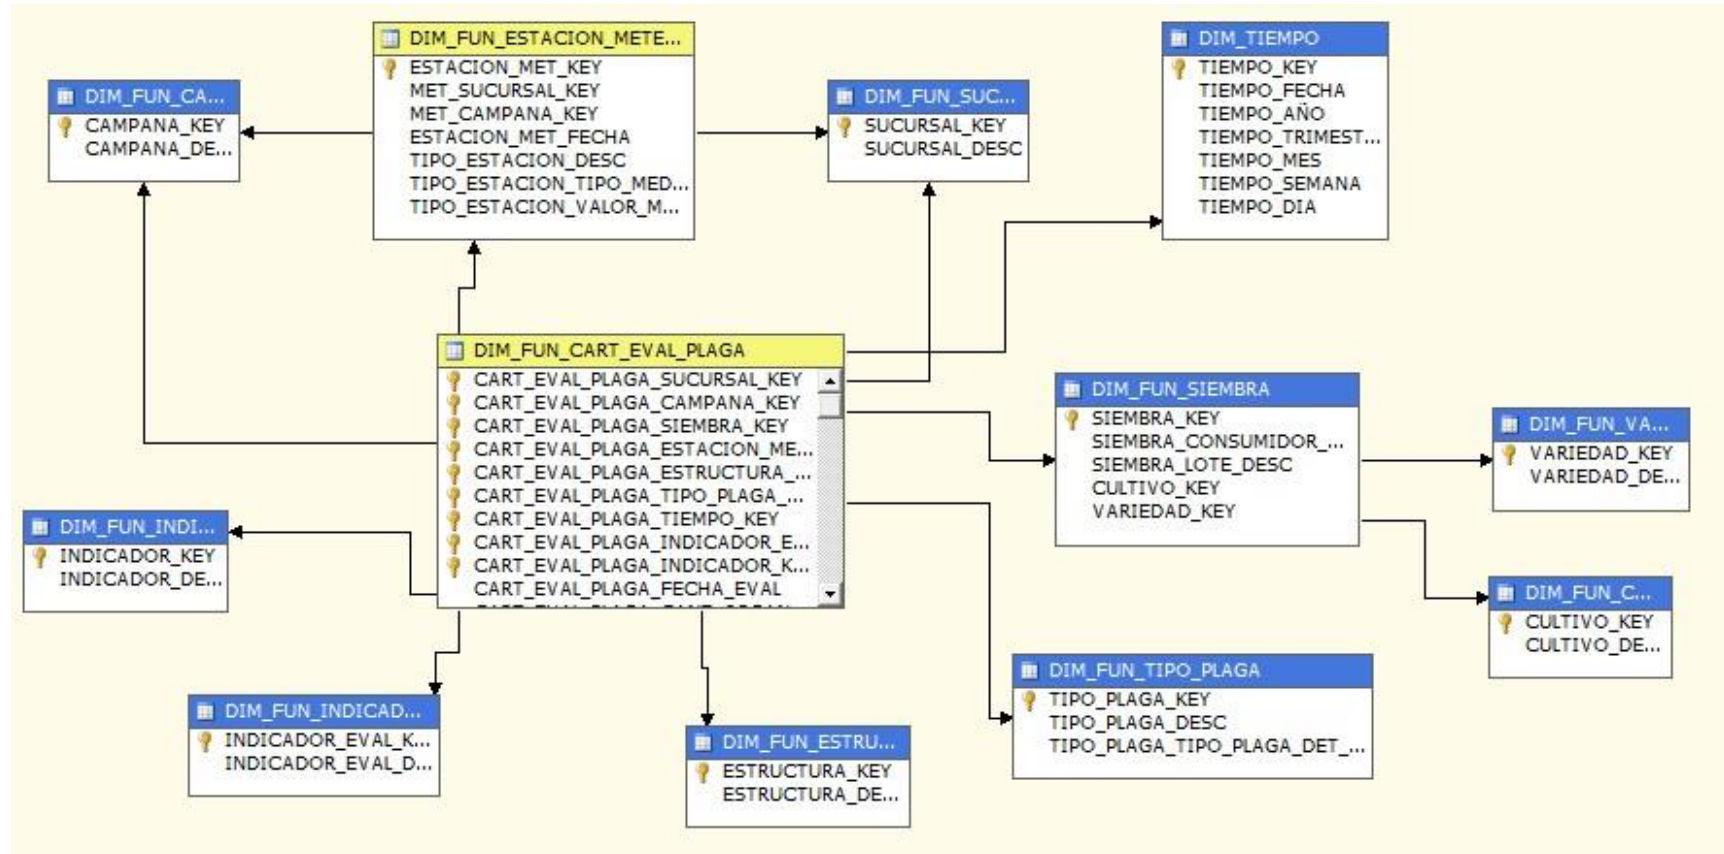 DIM_FUN_ESTACION_METE...
ESTACION_MET_KEY
MET_SUCURSAL_KEY
MET_CAMPANA_KEY
ESTACION_MET_FECHA
TIPO_ESTACION_DESC
TIPO_ESTACION_TIPO_MED...
TIPO_ESTACION_VALOR_M...
DIM_TIEMPO
TIEMPO_KEY
TIEMPO_FECHA
TIEMPO_AÑO
TIEMPO_TRIMEST...
TIEMPO_MES
TIEMPO_SEMANA
TIEMPO_DIA
DIM_FUN_CA...
CAMPANA_KEY
CAMPANA_DE...
DIM_FUN_SUC...
SUCURSAL_KEY
SUCURSAL_DESC
DIM_FUN_CART_EVAL_PLAGA
CART_EVAL_PLAGA_SUCURSAL_KEY
CART_EVAL_PLAGA_CAMPANA_KEY
CART_EVAL_PLAGA_SIEMBRA_KEY
CART_EVAL_PLAGA_ESTACION_ME...
CART_EVAL_PLAGA_ESTRUCTURA_...
CART_EVAL_PLAGA_TIPO_PLAGA_...
CART_EVAL_PLAGA_TIEMPO_KEY
CART_EVAL_PLAGA_INDICADOR_E...
CART_EVAL_PLAGA_INDICADOR_K...
CART_EVAL_PLAGA_FECHA_EVAL
DIM_FUN_SIEMBRA
SIEMBRA_KEY
SIEMBRA_CONSUMIDOR_...
SIEMBRA_LOTE_DESC
CULTIVO_KEY
VARIEDAD_KEY
DIM_FUN_VA...
VARIEDAD_KEY
VARIEDAD_DE...
DIM_FUN_INDI...
INDICADOR_KEY
INDICADOR_DE...
DIM_FUN_C...
CULTIVO_KEY
CULTIVO_DE...
DIM_FUN_TIPO_PLAGA
TIPO_PLAGA_KEY
TIPO_PLAGA_DESC
TIPO_PLAGA_TIPO_PLAGA_DET_...
DIM_FUN_INDICAD...
INDICADOR_EVAL_K...
INDICADOR_EVAL_D...
DIM_FUN_ESTRU...
ESTRUCTURA_KEY
ESTRUCTURA_DE...